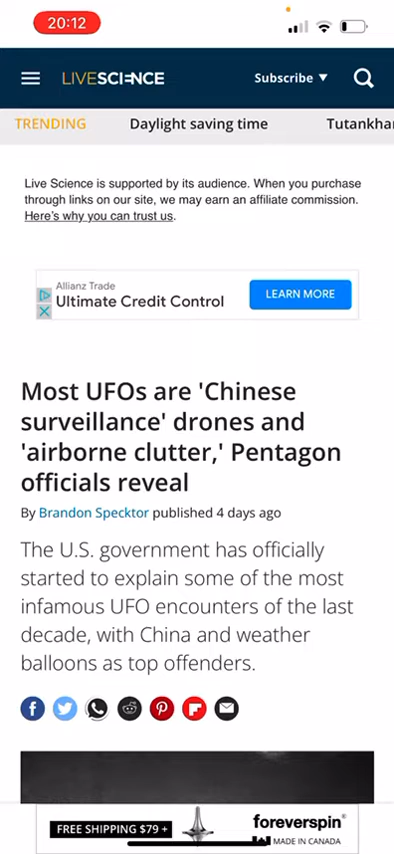 20:12
LIVESCIENCE
Subscribe ▼
TRENDING
Daylight saving time
Tutankha
Live Science is supported by its audience. When you purchase
through links on our site, we may earn an affiliate commission.
Here's why you can trust us.
Allianz Trade
Ultimate Credit Control
LEARN MORE
Most UFOs are 'Chinese
surveillance' drones and
'airborne clutter,' Pentagon
officials reveal
By Brandon Specktor published 4 days ago
The U.S. government has officially
started to explain some of the most
infamous UFO encounters of the last
decade, with China and weather
balloons as top offenders.
FREE SHIPPING $79 +
foreverspin®
MADE IN CANADA